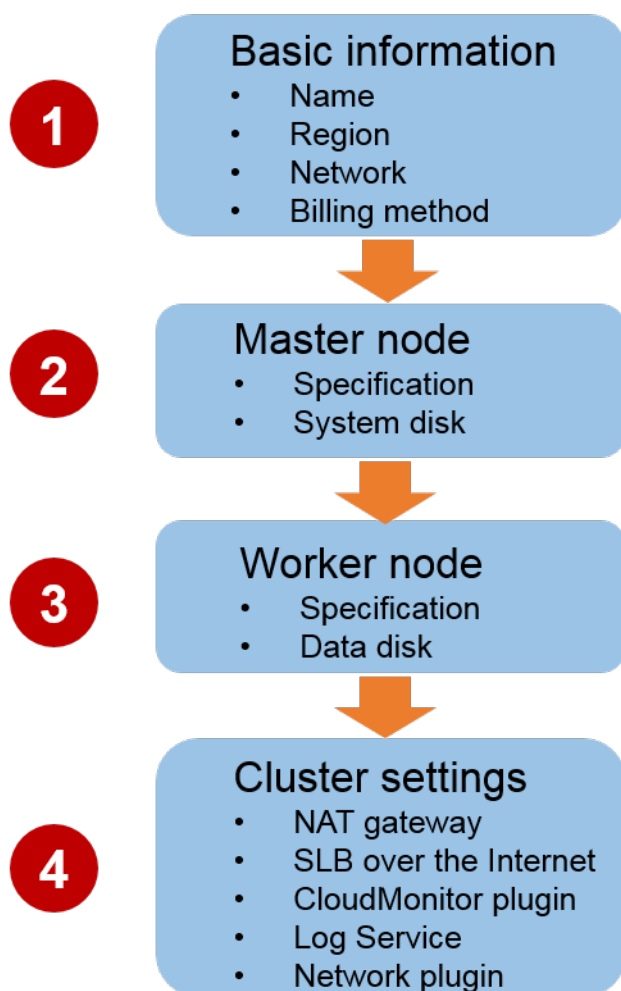 1
Basic information
• Name
• Region
• Network
• Billing method
2
Master node
• Specification
• System disk
3
Worker node
• Specification
• Data disk
4
Cluster settings
• NAT gateway
• SLB over the Internet
• CloudMonitor plugin
• Log Service
• Network plugin